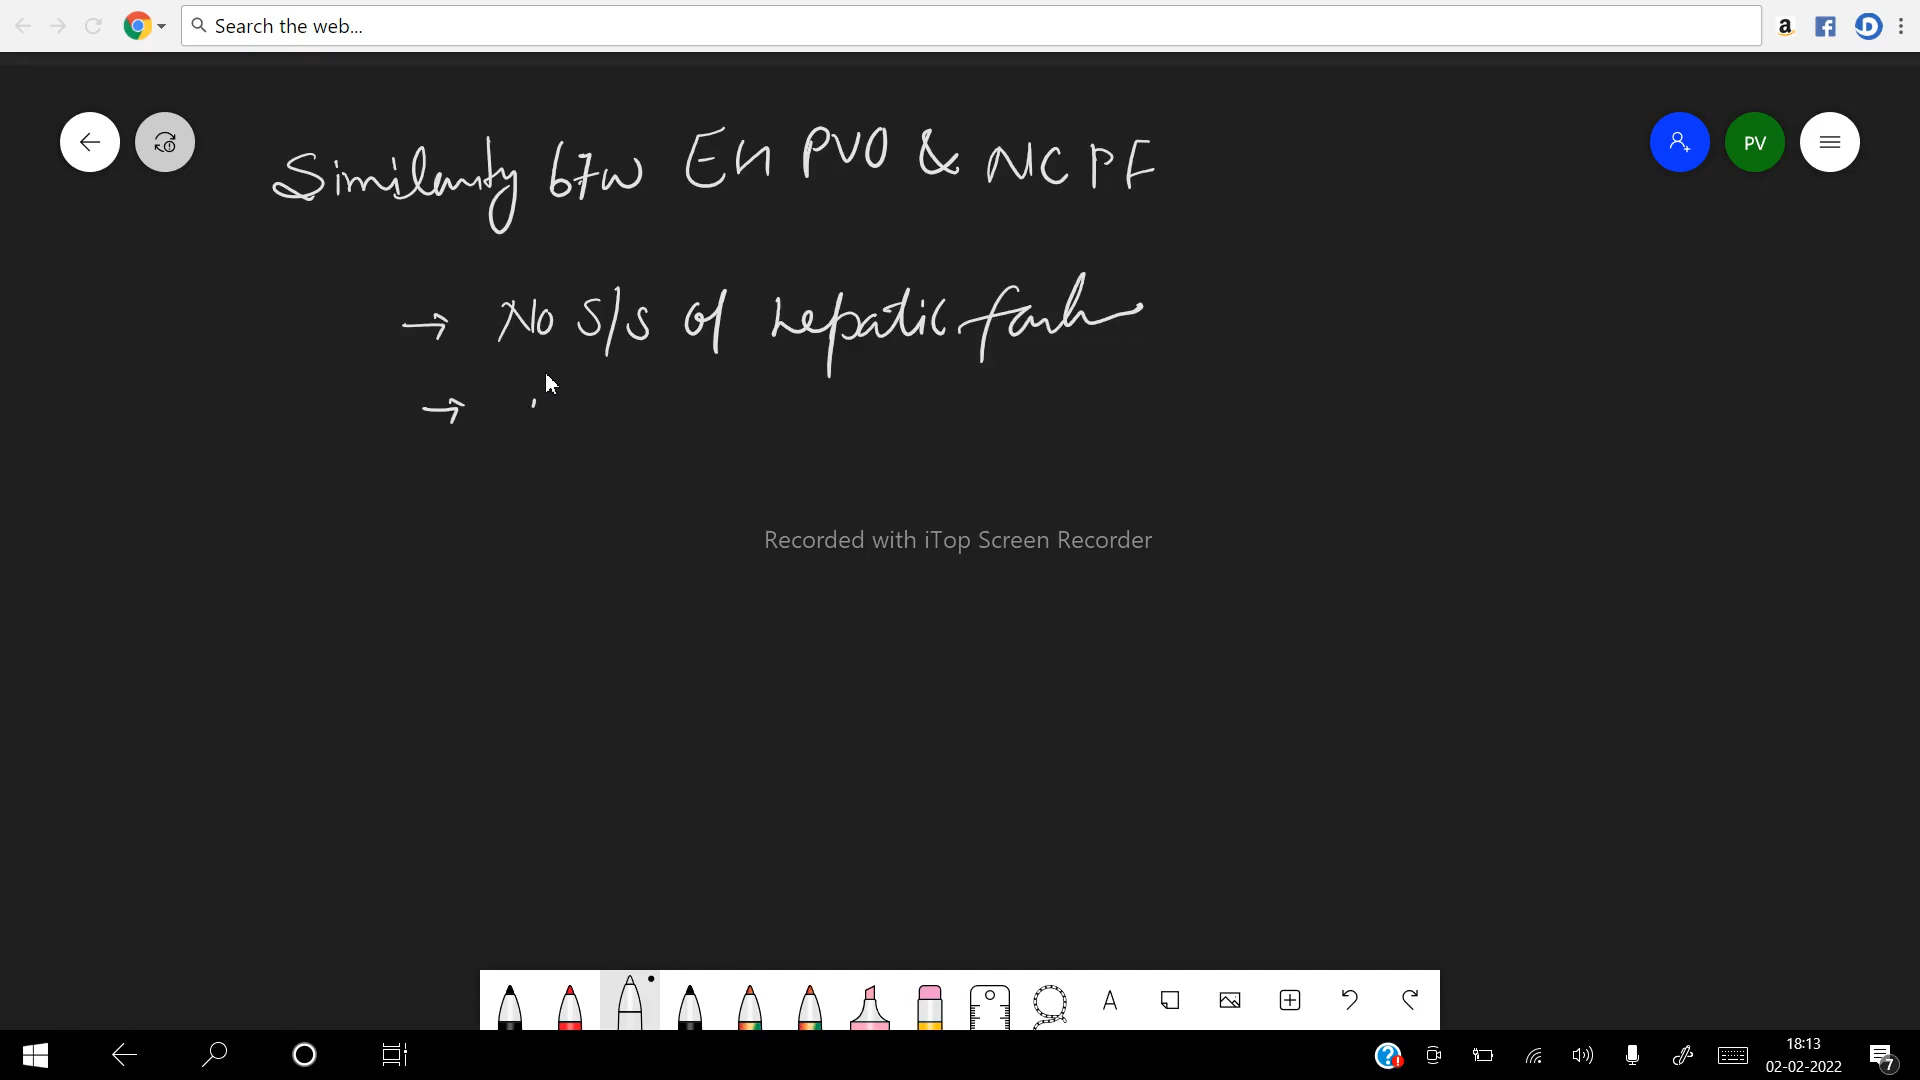 Search the web...
a
PV
Similarity b/w EH PVO & NCPF
→ No S/s of hepatic failure
→
Recorded with iTop Screen Recorder
A
18:13
02-02-2022
7